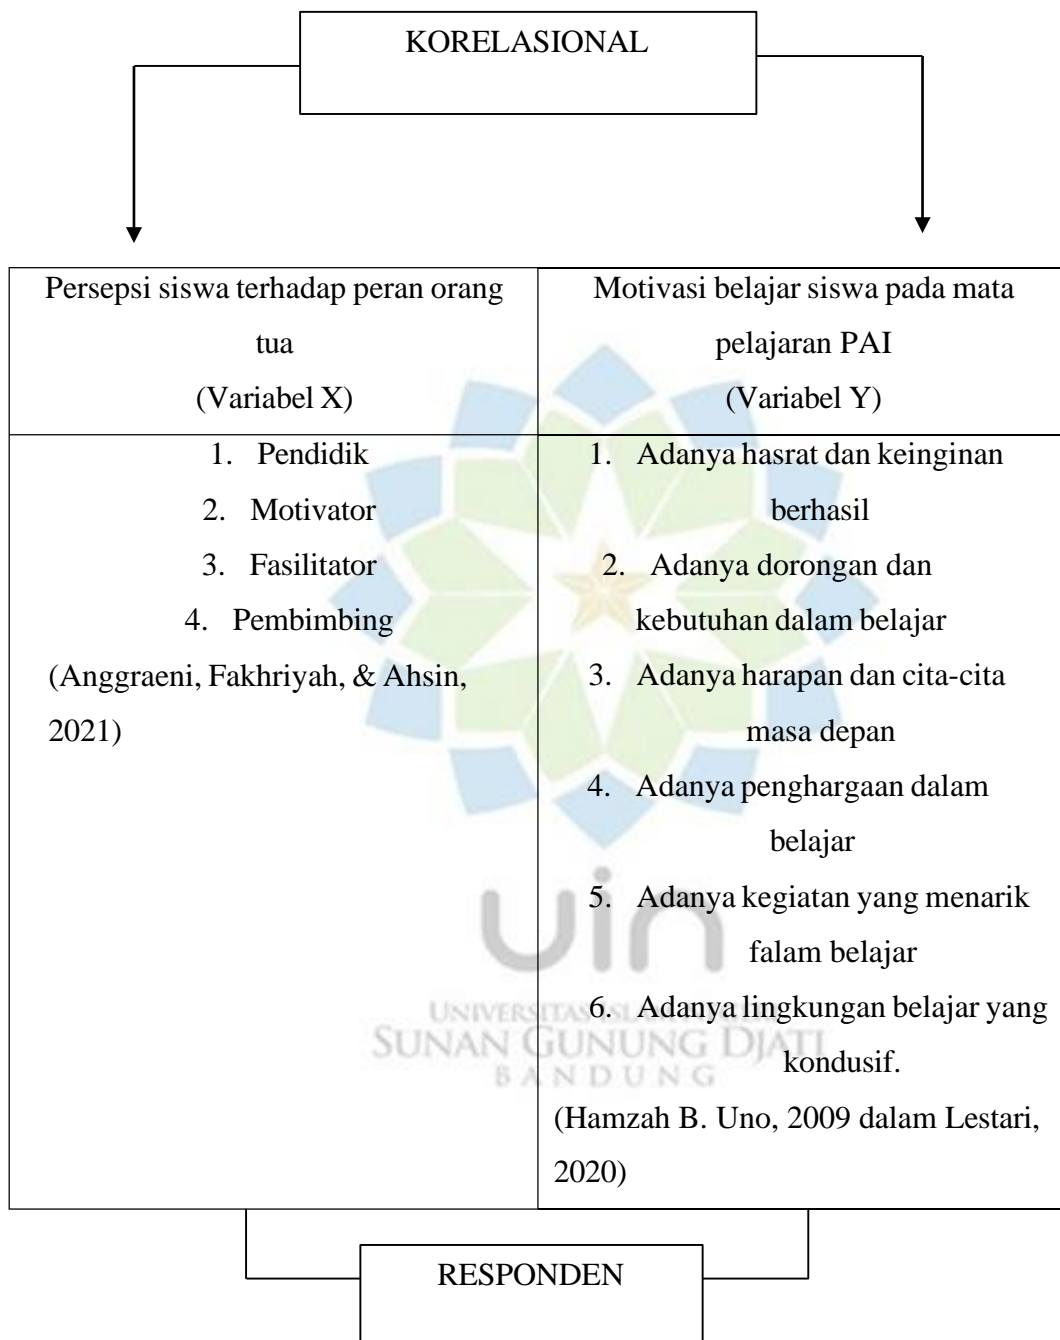 KORELASIONAL
Persepsi siswa terhadap peran orang
tua
(Variabel X)
Motivasi belajar siswa pada mata
pelajaran PAI
(Variabel Y)
1. Pendidik
2. Motivator
3. Fasilitator
4. Pembimbing
(Anggraeni, Fakhriyah, & Ahsin,
2021)
1. Adanya hasrat dan keinginan
berhasil
2. Adanya dorongan dan
kebutuhan dalam belajar
3. Adanya harapan dan cita-cita
masa depan
4. Adanya penghargaan dalam
belajar
5. Adanya kegiatan yang menarik
falam belajar
6. Adanya lingkungan belajar yang
kondusif.
(Hamzah B. Uno, 2009 dalam Lestari,
2020)
uin
UNIVERSITAS ISLAM
SUNAN GUNUNG DJATI
BANDUNG
RESPONDEN